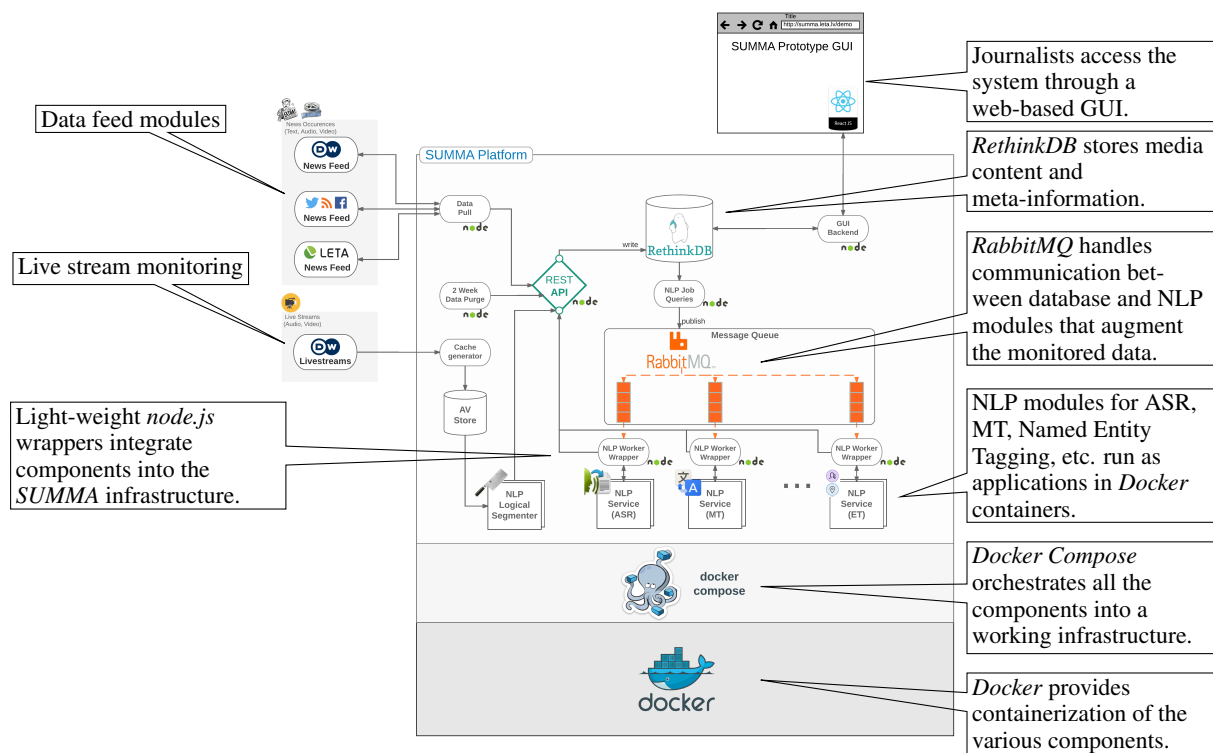 Title
http://summa.leta.lv/demo
SUMMA Prototype GUI
React JS
Journalists access the
system through a
web-based GUI.
Data feed modules
News Occurences
(Text, Audio, Video)
DW
News Feed
News Feed
LETA
News Feed
SUMMA Platform
Data
Pull
node
2 Week
Data Purge
node
REST
API
node
write
RethinkDB
GUI
Backend
node
NLP Job
Queries
node
publish
RethinkDB stores media
content and
meta-information.
Live stream monitoring
Live Streams
(Audio, Video)
DW
Livestreams
Cache
generator
AV
Store
Message Queue
RabbitMQ
RabbitMQ handles
communication bet-
ween database and NLP
modules that augment
the monitored data.
Light-weight node.js
wrappers integrate
components into the
SUMMA infrastructure.
NLP Worker
Wrapper
node
NLP Worker
Wrapper
node
NLP Worker
Wrapper
node
NLP
Logical
Segmenter
NLP
Service
(ASR)
文
A
NLP
Service
(MT)
...
NLP
Service
(ET)
NLP modules for ASR,
MT, Named Entity
Tagging, etc. run as
applications in Docker
containers.
docker
compose
Docker Compose
orchestrates all the
components into a
working infrastructure.
docker
Docker provides
containerization of the
various components.